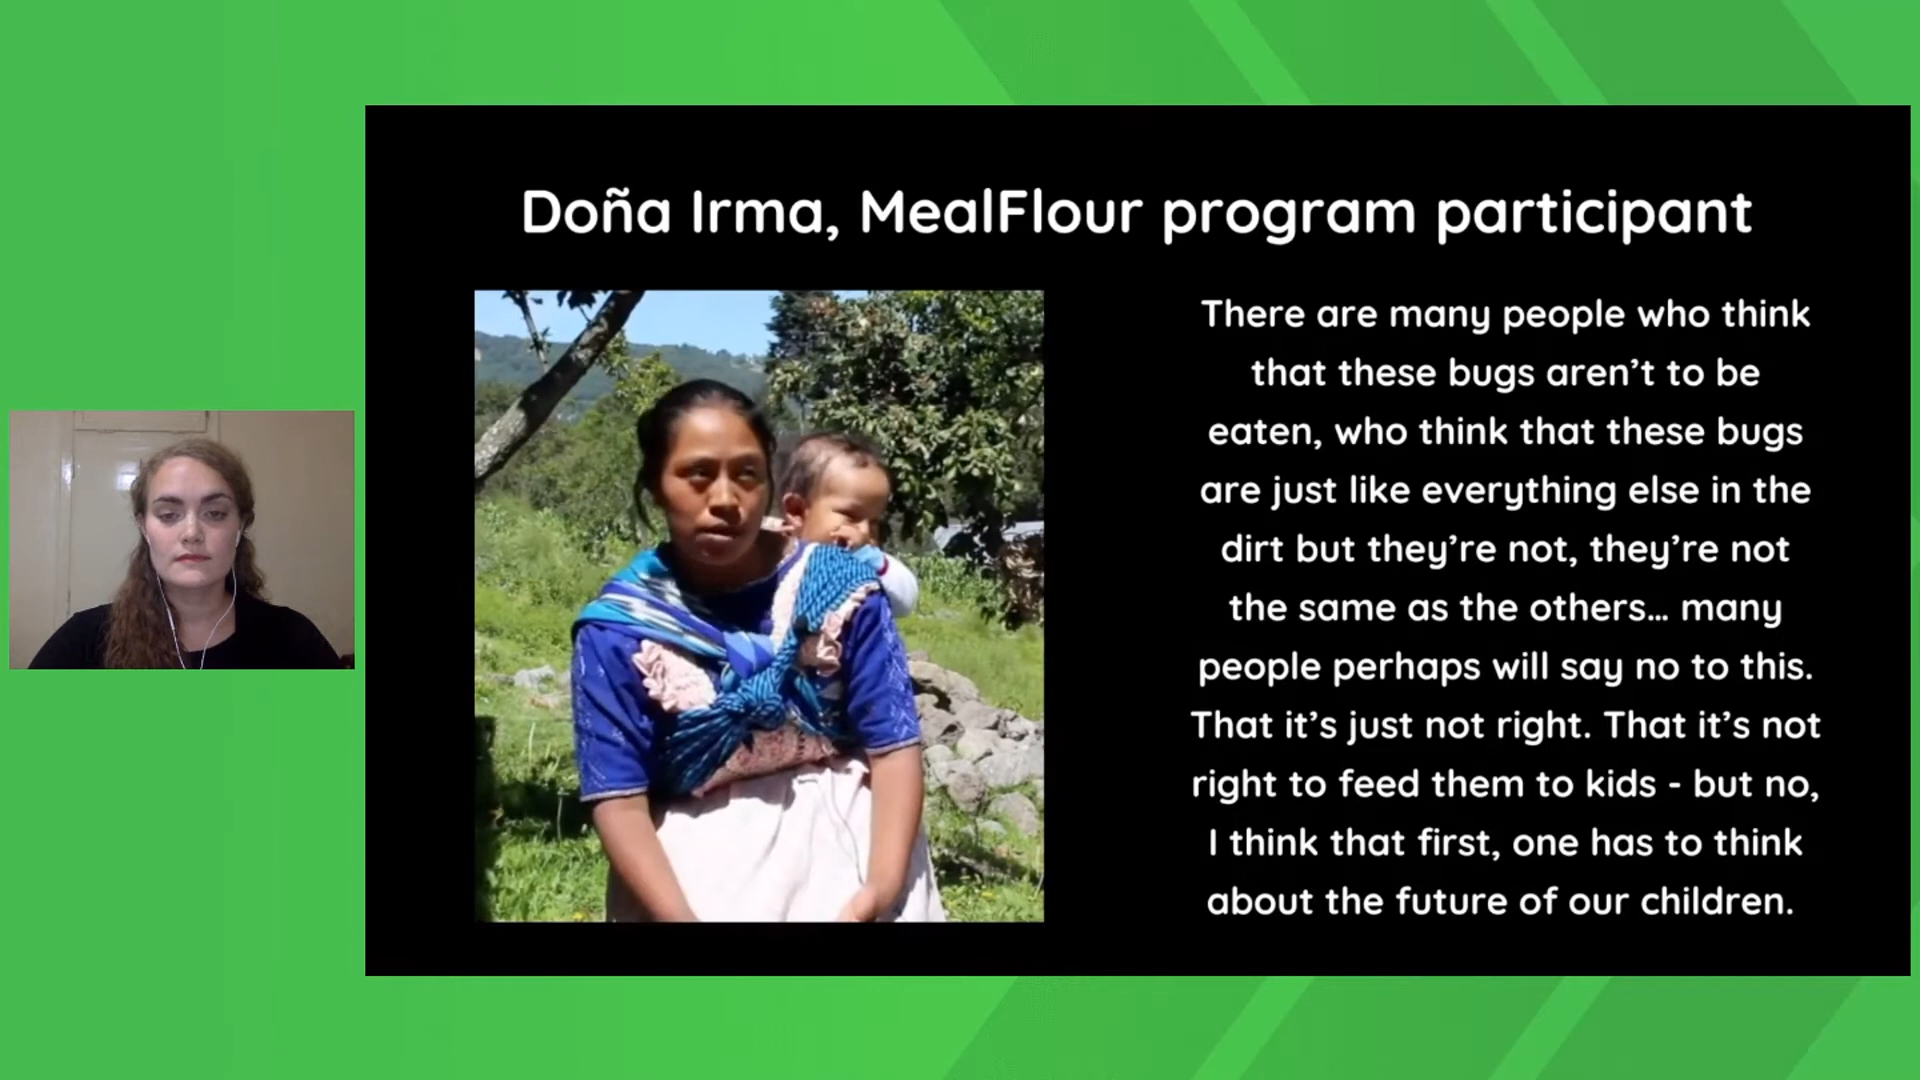 Doña Irma, MealFlour program participant
There are many people who think
that these bugs aren’t to be
eaten, who think that these bugs
are just like everything else in the
dirt but they’re not, they’re not
the same as the others... many
people perhaps will say no to this.
That it’s just not right. That it’s not
right to feed them to kids - but no,
I think that first, one has to think
about the future of our children.